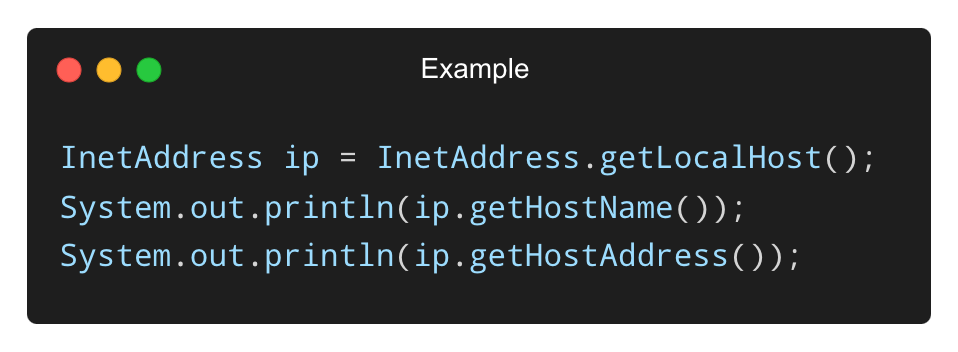 Example
InetAddress ip = InetAddress.getLocalHost();
System.out.println(ip.getHostName());
System.out.println(ip.getHostAddress());